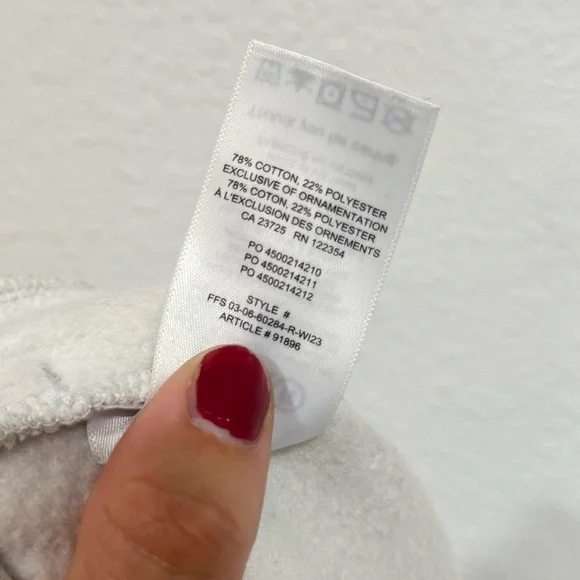 78% COTTON, 22% POLYESTER
EXCLUSIVE OF ORNAMENTATION
78% COTON, 22% POLYESTER
À L'EXCLUSION DES ORNEMENTS
CA 23725 RN 122354
PO 4500214210
PO 4500214211
PO 4500214212
STYLE #
FFS 03-06-60284-R-WI23
ARTICLE # 91896